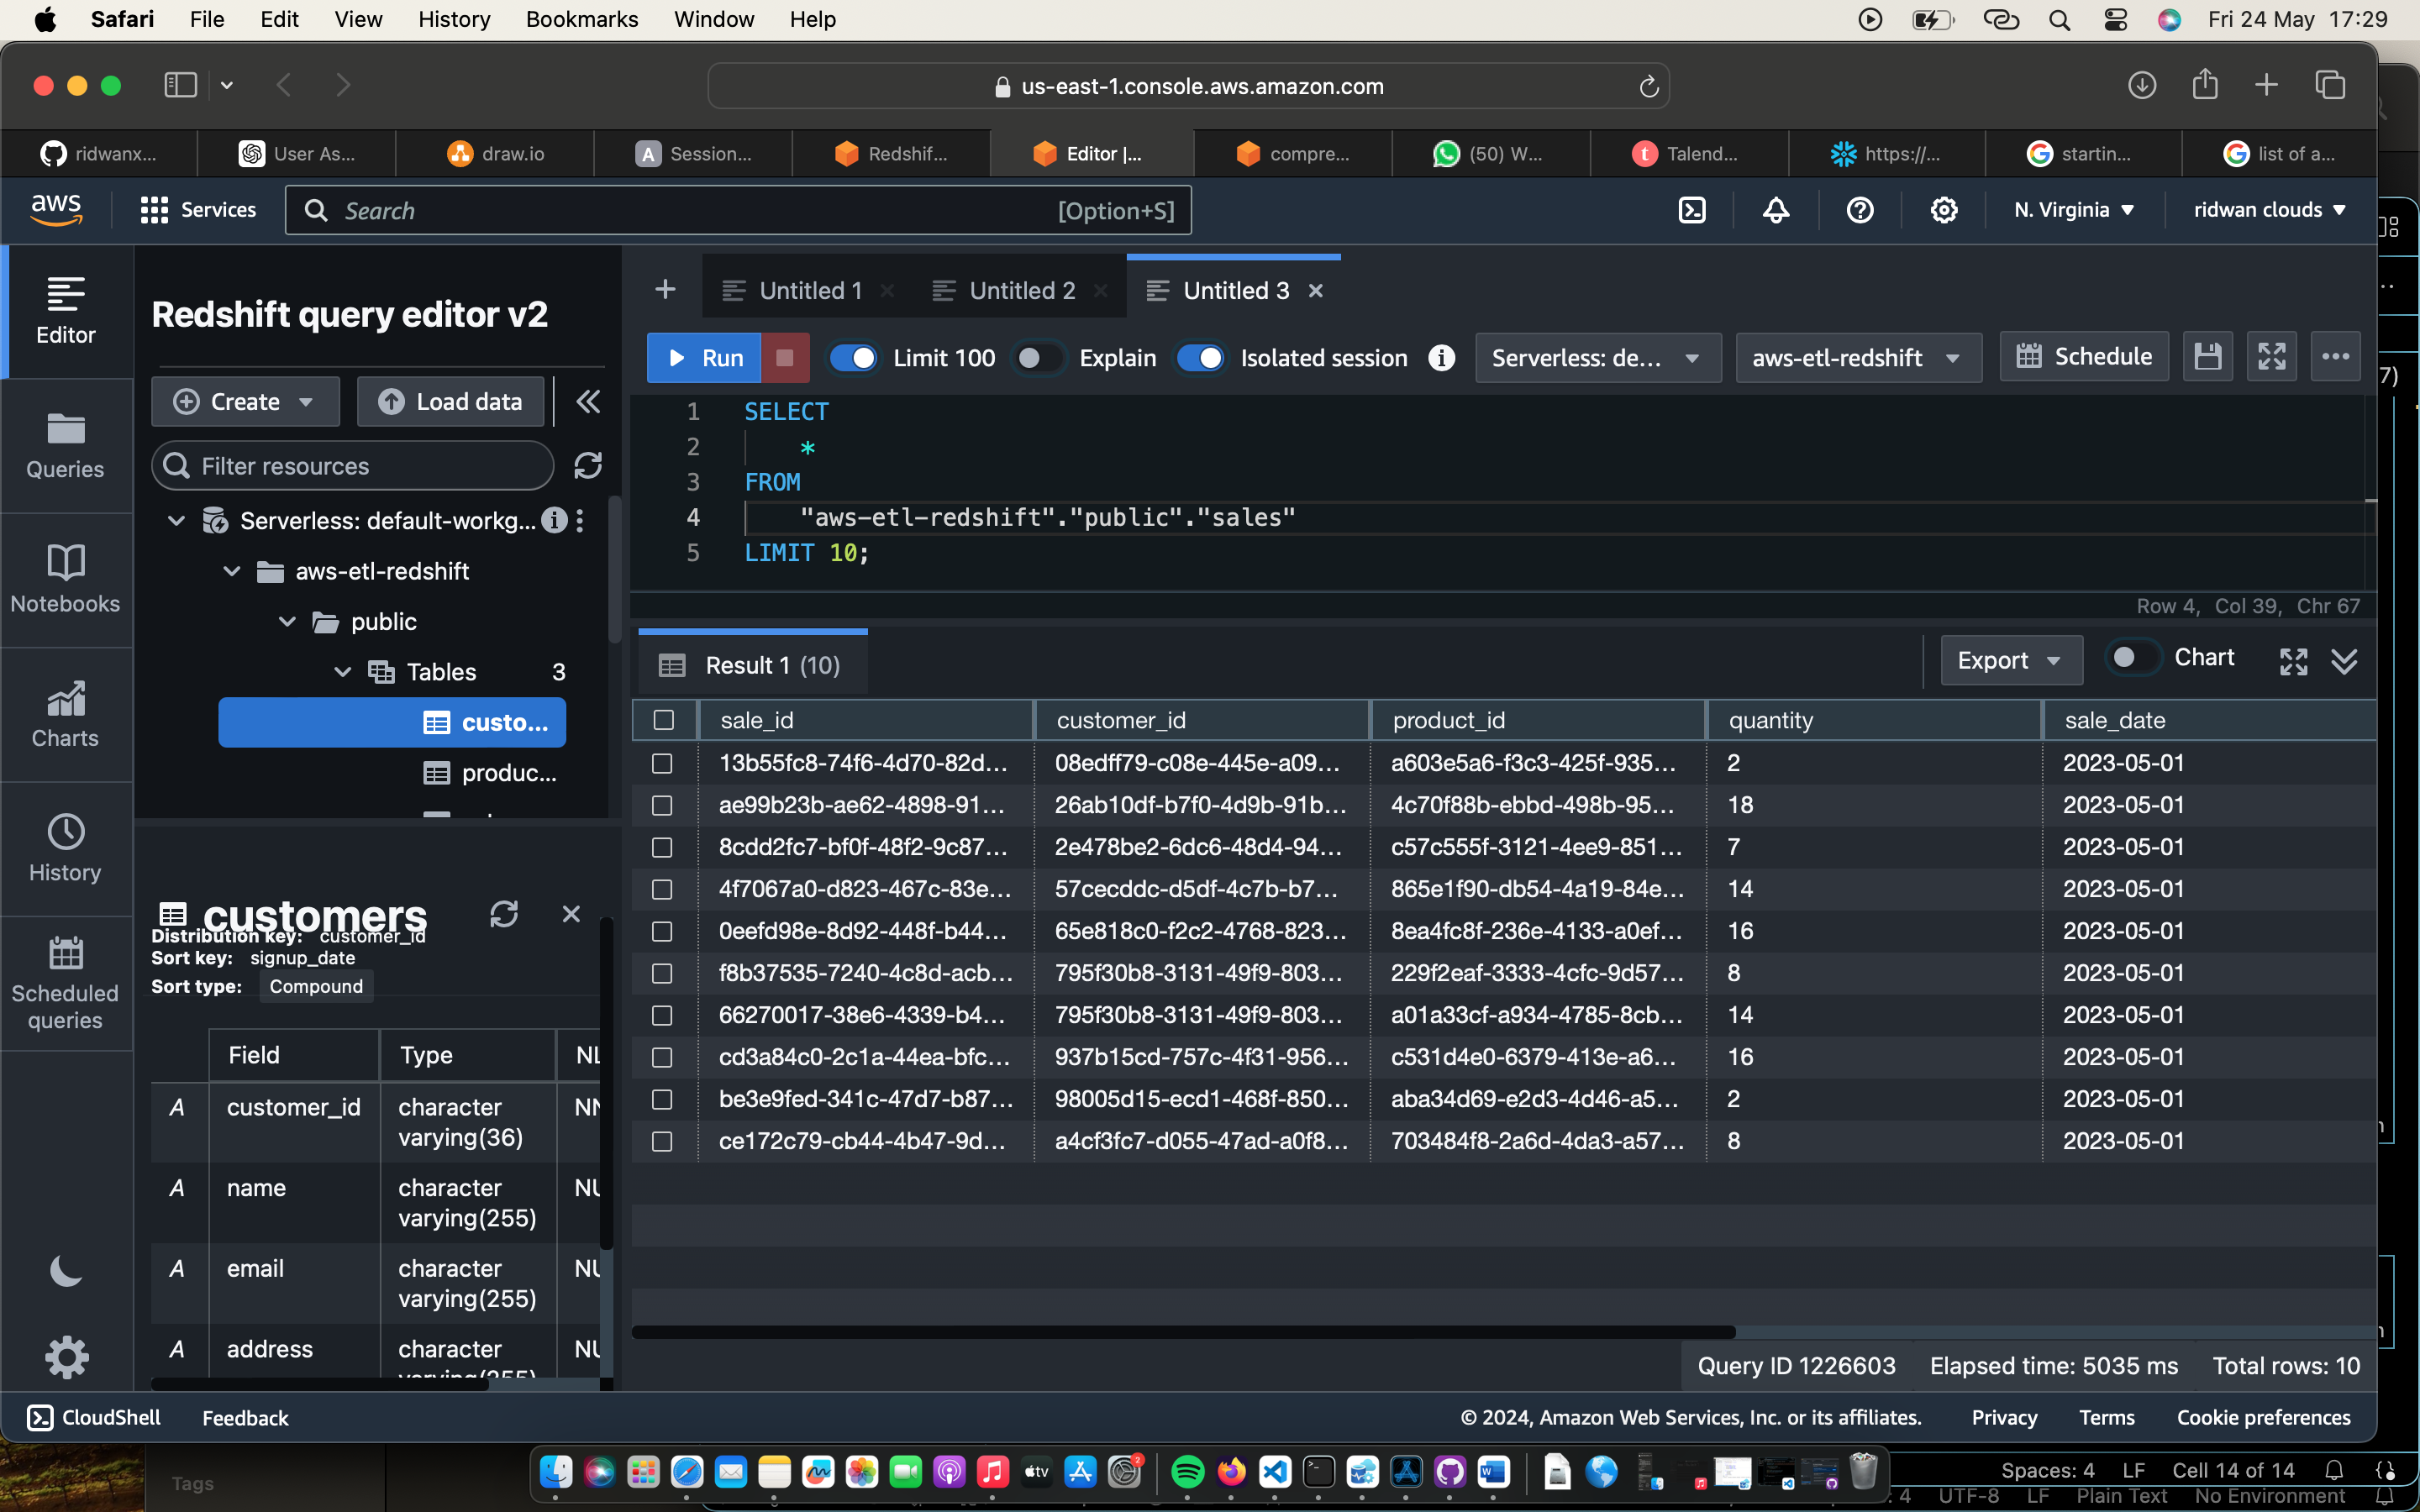 Safari File Edit View History Bookmarks Window Help Fri 24 May 17:29
us-east-1.console.aws.amazon.com
ridwanx... User As... draw.io A Session... Redshif... Editor |... compre... (50) W... t Talend... https://... startin... list of a...
aws Services Search [Option+S] N. Virginia ridwan clouds
Editor
Queries
Notebooks
Charts
History
Scheduled
queries
Redshift query editor v2
Create Load data
Filter resources
Serverless: default-workg...
aws-etl-redshift
public
Tables 3
custo...
produc...
customers
Distribution key: customer_id
Sort key: signup_date
Sort type: Compound
Field Type
A customer_id character
varying(36)
A name character
varying(255)
A email character
varying(255)
A address character
varying(255)
Untitled 1 Untitled 2 Untitled 3
Run Limit 100 Explain Isolated session Serverless: de... aws-etl-redshift Schedule
1 SELECT
2 *
3 FROM
4 "aws-etl-redshift"."public"."sales"
5 LIMIT 10;
Row 4, Col 39, Chr 67
Result 1 (10) Export Chart
sale_id customer_id product_id quantity sale_date
13b55fc8-74f6-4d70-82d... 08edff79-c08e-445e-a09... a603e5a6-f3c3-425f-935... 2 2023-05-01
ae99b23b-ae62-4898-91... 26ab10df-b7f0-4d9b-91b... 4c70f88b-ebbd-498b-95... 18 2023-05-01
8cdd2fc7-bf0f-48f2-9c87... 2e478be2-6dc6-48d4-94... c57c555f-3121-4ee9-851... 7 2023-05-01
4f7067a0-d823-467c-83e... 57cecddc-d5df-4c7b-b7... 865e1f90-db54-4a19-84e... 14 2023-05-01
0eefd98e-8d92-448f-b44... 65e818c0-f2c2-4768-823... 8ea4fc8f-236e-4133-a0ef... 16 2023-05-01
f8b37535-7240-4c8d-acb... 795f30b8-3131-49f9-803... 229f2eaf-3333-4cfc-9d57... 8 2023-05-01
66270017-38e6-4339-b4... 795f30b8-3131-49f9-803... a01a33cf-a934-4785-8cb... 14 2023-05-01
cd3a84c0-2c1a-44ea-bfc... 937b15cd-757c-4f31-956... c531d4e0-6379-413e-a6... 16 2023-05-01
be3e9fed-341c-47d7-b87... 98005d15-ecd1-468f-850... aba34d69-e2d3-4d46-a5... 2 2023-05-01
ce172c79-cb44-4b47-9d... a4cf3fc7-d055-47ad-a0f8... 703484f8-2a6d-4da3-a57... 8 2023-05-01
Query ID 1226603 Elapsed time: 5035 ms Total rows: 10
CloudShell Feedback © 2024, Amazon Web Services, Inc. or its affiliates. Privacy Terms Cookie preferences
Tags
tv 2
Spaces: 4 LF Cell 14 of 14
: 4 UTF-8 LF Plain Text No Environment